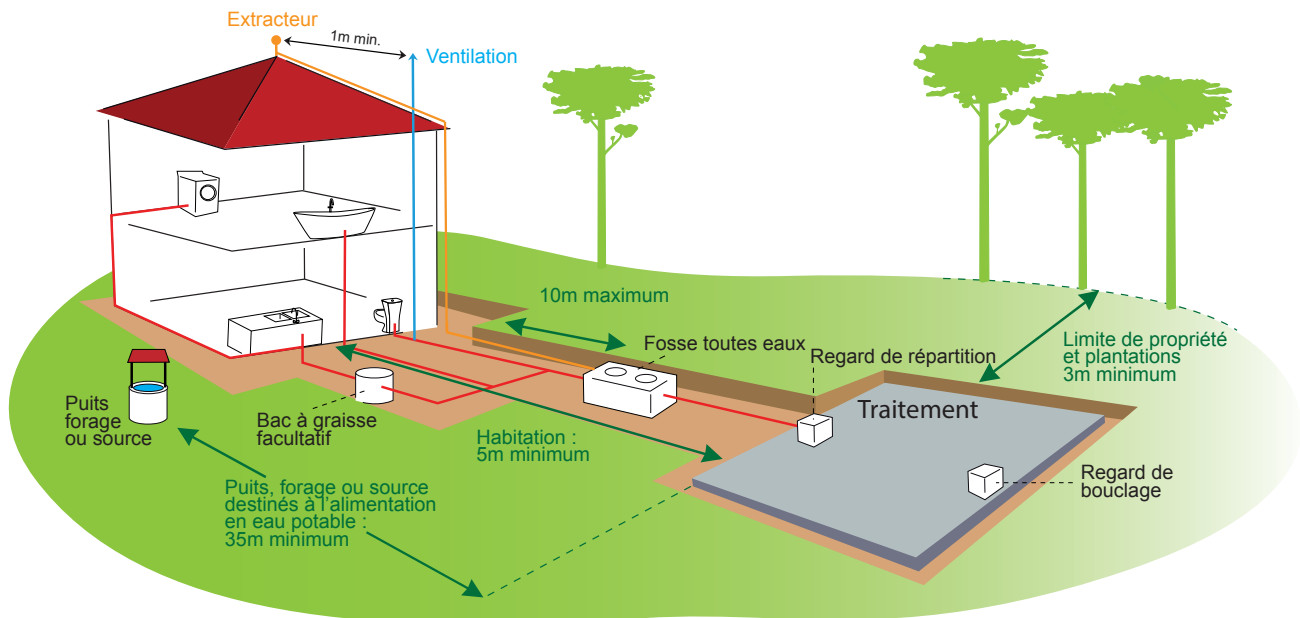 Extracteur
1m min.
Ventilation
10m maximum
Fosse toutes eaux
Regard de répartition
Limite de propriété
et plantations
3m minimum
Traitement
Puits
forage
ou source
Bac à graisse
facultatif
Habitation :
5m minimum
Regard de
bouclage
Puits, forage ou source
destinés à l'alimentation
en eau potable :
35m minimum